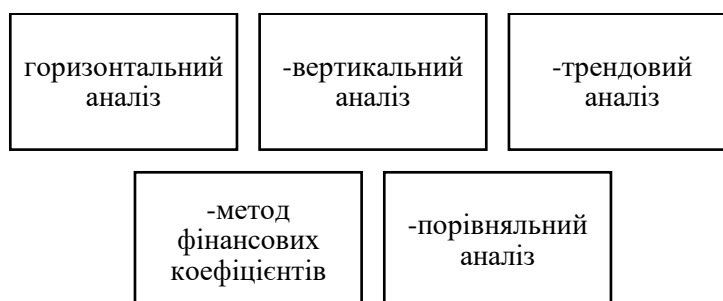 горизонтальний
аналіз
-вертикальний
аналіз
-трендовий
аналіз
-метод
фінансових
коефіцієнтів
-порівняльний
аналіз